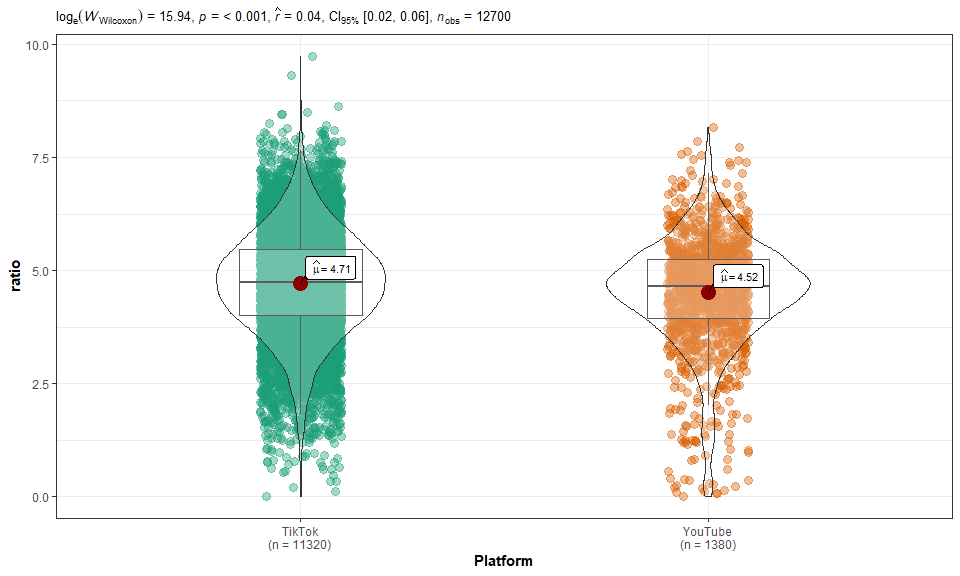 logₑ(W Wilcoxon) = 15.94, p = < 0.001, r̂ = 0.04, CI95% [0.02, 0.06], nobs = 12700
10.0
7.5
5.0
2.5
0.0
ratio
μ̂ = 4.71
μ̂ = 4.52
TikTok
(n = 11320)
YouTube
(n = 1380)
Platform